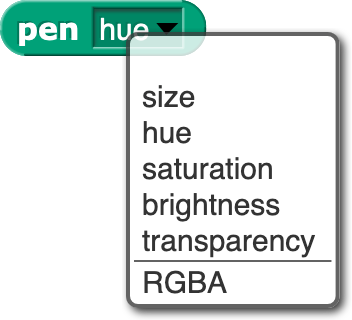 pen hue
size
hue
saturation
brightness
transparency
RGBA